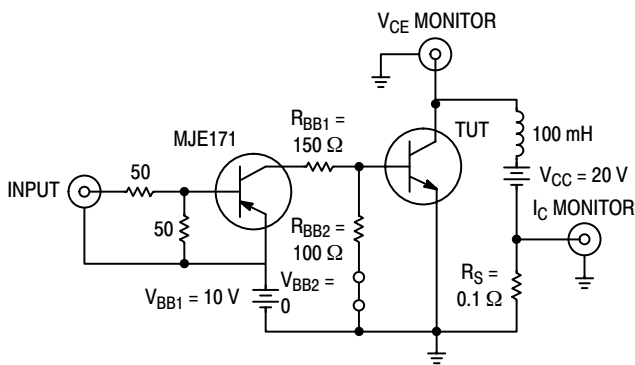 V_CE MONITOR
MJE171
R_BB1 =
150 Ω
TUT
100 mH
50
INPUT
V_CC = 20 V
I_C MONITOR
50
R_BB2 =
100 Ω
V_BB1 = 10 V
V_BB2 =
0
R_S =
0.1 Ω